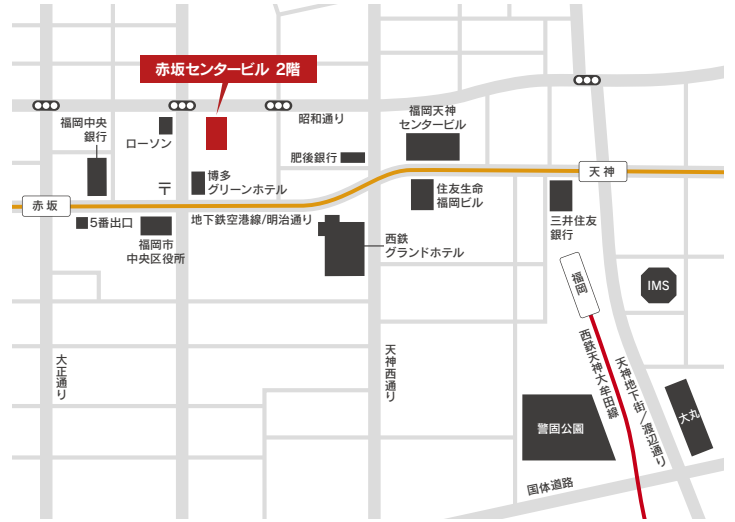 赤坂センタービル 2階
昭和通り
福岡中央
銀行
ローソン
福岡天神
センタービル
肥後銀行
天神
〒
博多
グリーンホテル
住友生命
福岡ビル
三井住友
銀行
赤坂
5番出口
地下鉄空港線/明治通り
福岡市
中央区役所
西鉄
グランドホテル
福岡
IMS
大正通り
天神西通り
西鉄天神大牟田線
天神地下街/渡辺通り
大丸
警固公園
国体道路